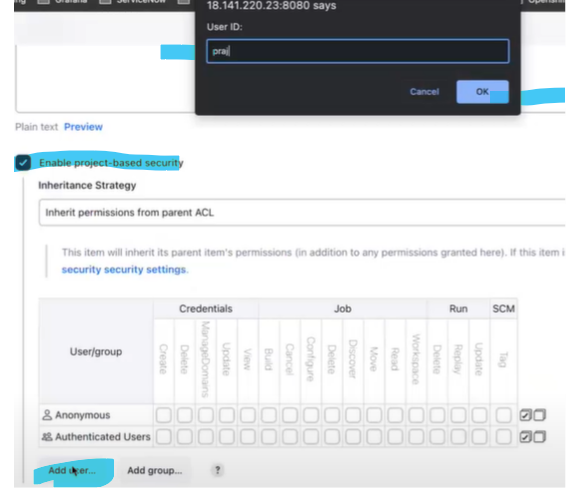 Grafana ServiceNow
18.141.220.23:8080 says
User ID:
praj
Cancel OK
Plain text Preview
Enable project-based security
Inheritance Strategy
Inherit permissions from parent ACL
This item will inherit its parent item's permissions (in addition to any permissions granted here). If this item i
security security settings.
Credentials Job Run SCM
User/group Create Delete ManageDomains Update View Build Cancel Configure Delete Discover Move Read Workspace Delete Replay Update Tag
Anonymous
Authenticated Users
Add user... Add group... ?